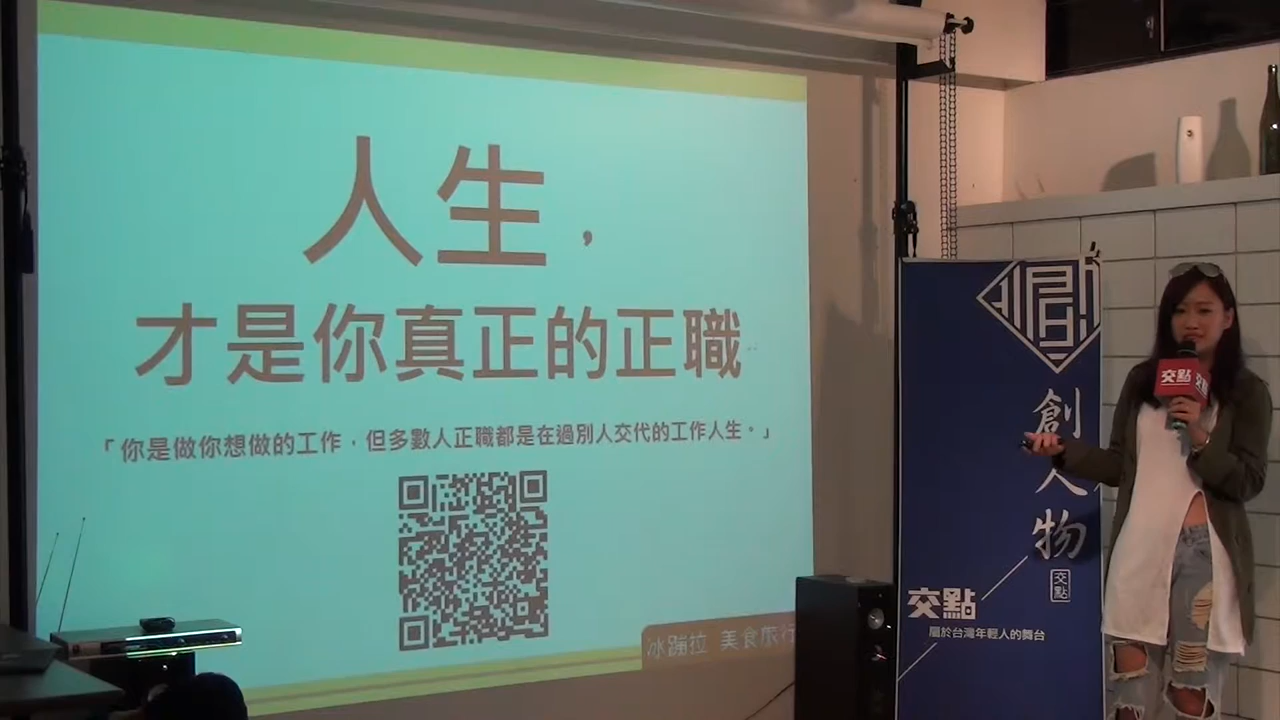 人生，
才是你真正的正職
「你是做你想做的工作，但多數人正職都是在過別人交代的工作人生。」
冰蹦拉 美食旅行
創
人物
交點
交點
屬於台灣年輕人的舞台
交點